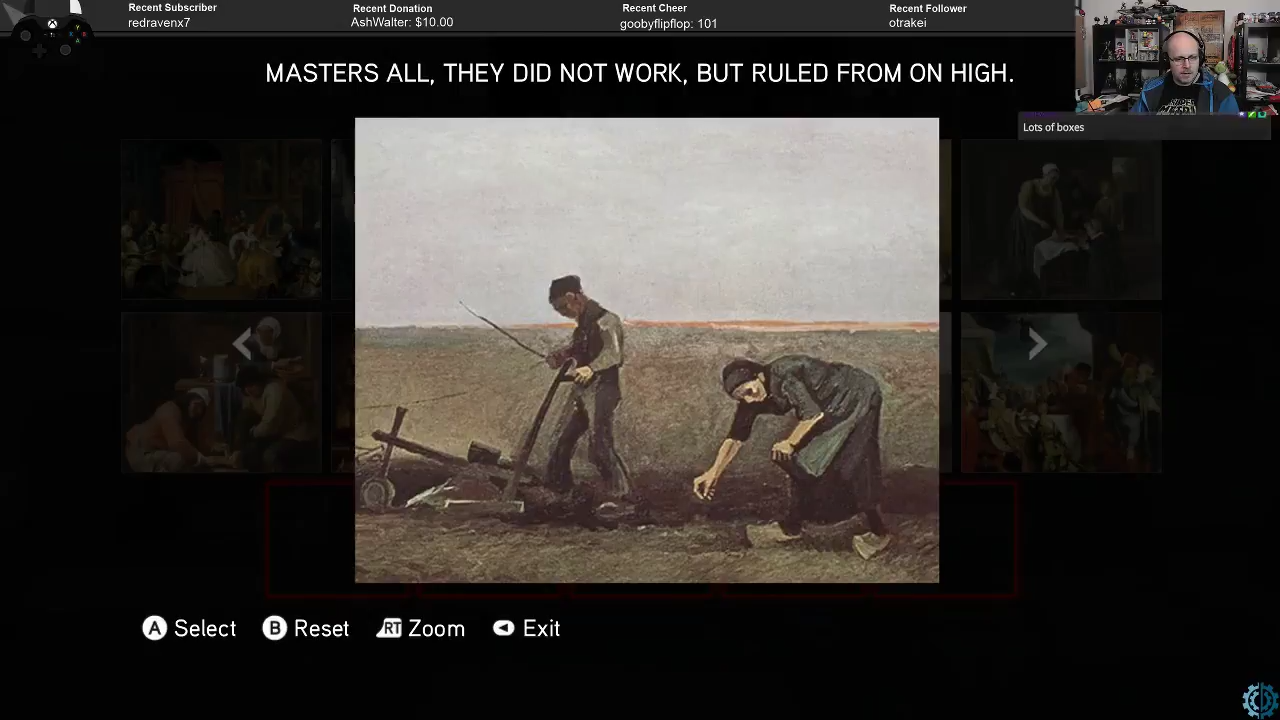 Recent Subscriber
redravenx7
Recent Donation
AshWalter: $10.00
Recent Cheer
goobyflipflop: 101
Recent Follower
otrakei
MASTERS ALL, THEY DID NOT WORK, BUT RULED FROM ON HIGH.
Lots of boxes
A Select
B Reset
RT Zoom
Exit